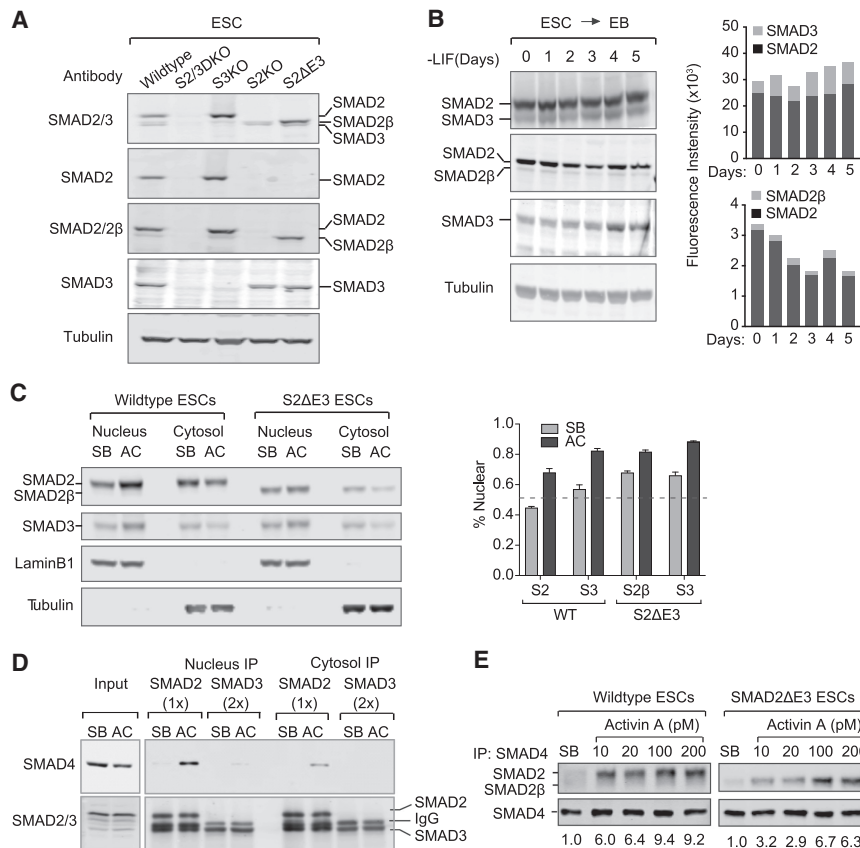 A
ESC
Antibody
Wildtype
S2/3DKO
S3KO
S2KO
S2ΔE3
SMAD2/3
SMAD2
SMAD2β
SMAD3
SMAD2
SMAD2
SMAD2/2β
SMAD2
SMAD2β
SMAD3
SMAD3
Tubulin
B
ESC → EB
-LIF(Days) 0 1 2 3 4 5
SMAD2
SMAD3
SMAD2
SMAD2β
SMAD3
Tubulin
Fluorescence Instensity (x10³)
50
40
30
20
10
0
SMAD3
SMAD2
Days: 0 1 2 3 4 5
4
3
2
1
0
SMAD2β
SMAD2
Days: 0 1 2 3 4 5
C
Wildtype ESCs S2ΔE3 ESCs
Nucleus Cytosol Nucleus Cytosol
SB AC SB AC SB AC SB AC
SMAD2
SMAD2β
SMAD3
LaminB1
Tubulin
% Nuclear
1.0
0.8
0.6
0.4
0.2
0.0
SB
AC
S2 S3 S2β S3
WT S2ΔE3
D
Nucleus IP Cytosol IP
Input SMAD2 SMAD3 SMAD2 SMAD3
(1x) (2x) (1x) (2x)
SB AC SB AC SB AC SB AC SB AC
SMAD4
SMAD2/3
SMAD2
IgG
SMAD3
E
Wildtype ESCs SMAD2ΔE3 ESCs
Activin A (pM) Activin A (pM)
IP: SMAD4 SB 10 20 100 200 SB 10 20 100 200
SMAD2
SMAD2β
SMAD4
1.0 6.0 6.4 9.4 9.2 1.0 3.2 2.9 6.7 6.3